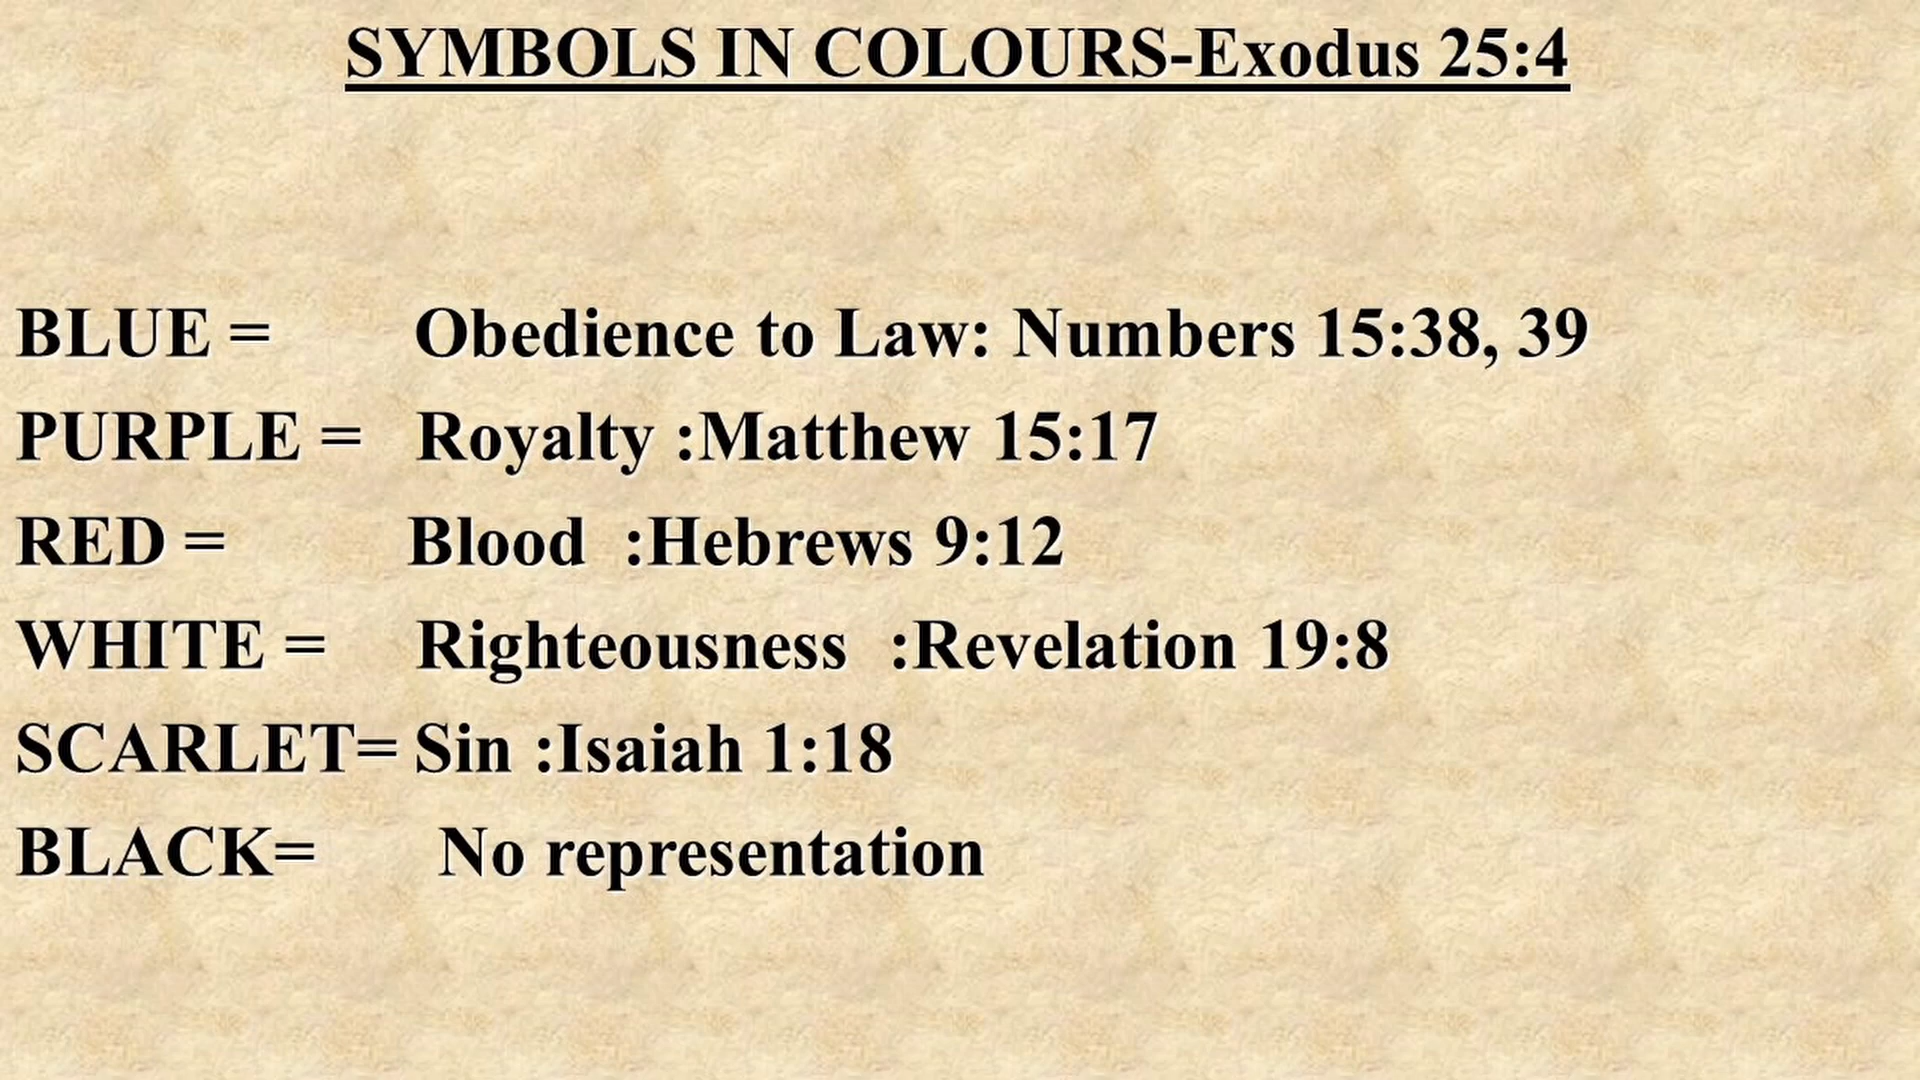 SYMBOLS IN COLOURS-Exodus 25:4
BLUE = Obedience to Law: Numbers 15:38, 39
PURPLE = Royalty :Matthew 15:17
RED = Blood :Hebrews 9:12
WHITE = Righteousness :Revelation 19:8
SCARLET= Sin :Isaiah 1:18
BLACK= No representation